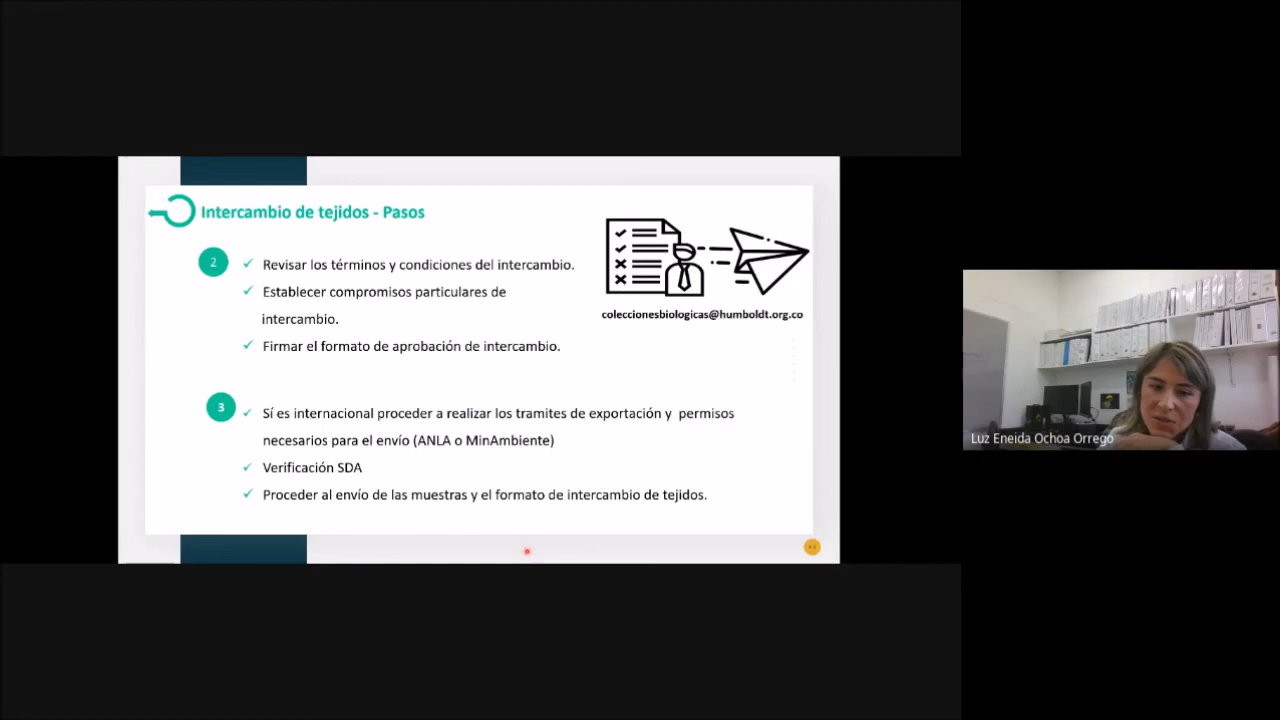 Intercambio de tejidos - Pasos
2
Revisar los términos y condiciones del intercambio.
Establecer compromisos particulares de
intercambio.
Firmar el formato de aprobación de intercambio.
coleccionesbiologicas@humboldt.org.co
3
Sí es internacional proceder a realizar los tramites de exportación y permisos
necesarios para el envío (ANLA o MinAmbiente)
Verificación SDA
Proceder al envío de las muestras y el formato de intercambio de tejidos.
Luz Eneida Ochoa Orrego